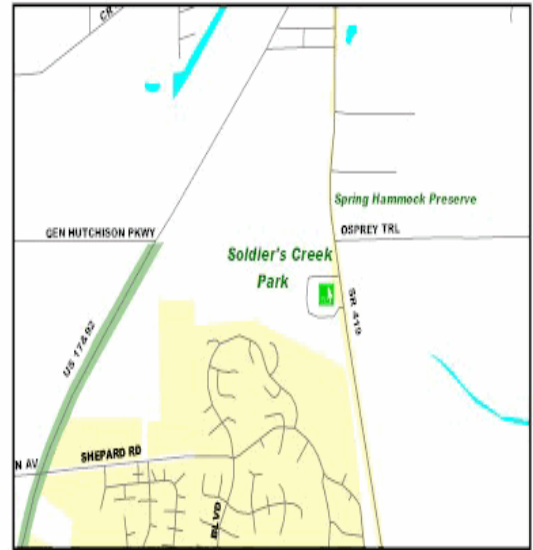 CR
Spring Hammock Preserve
GEN HUTCHISON PKWY
OSPREY TRL
Soldier's Creek
Park
SR 419
US 17&92
N AV
SHEPARD RD
BLVD